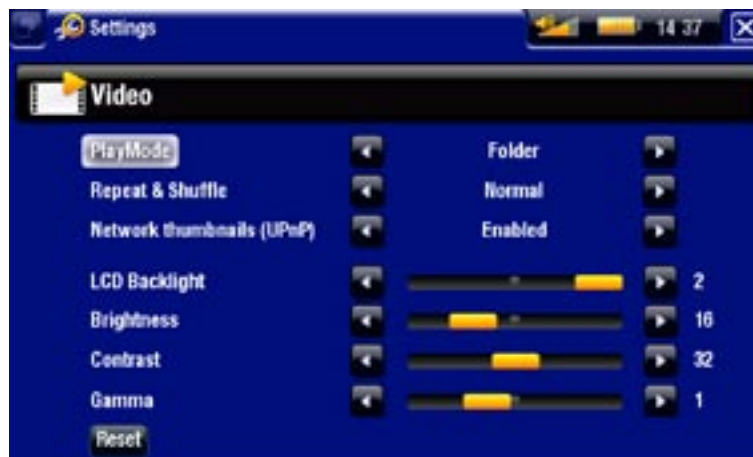 Settings 14 37
Video
PlayMode Folder
Repeat & Shuffle Normal
Network thumbnails (UPnP) Enabled
LCD Backlight 2
Brightness 16
Contrast 32
Gamma 1
Reset